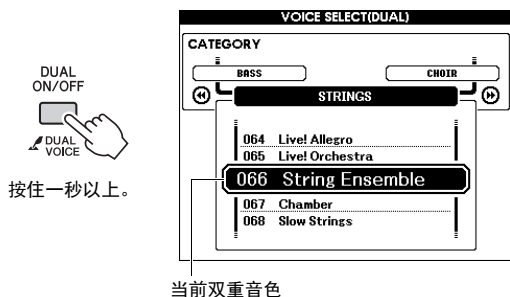 VOICE SELECT(DUAL)
CATEGORY
BASS
CHOIR
STRINGS
064 Live! Allegro
065 Live! Orchestra
066 String Ensemble
067 Chamber
068 Slow Strings
DUAL
ON/OFF
DUAL
VOICE
按住一秒以上。
当前双重音色